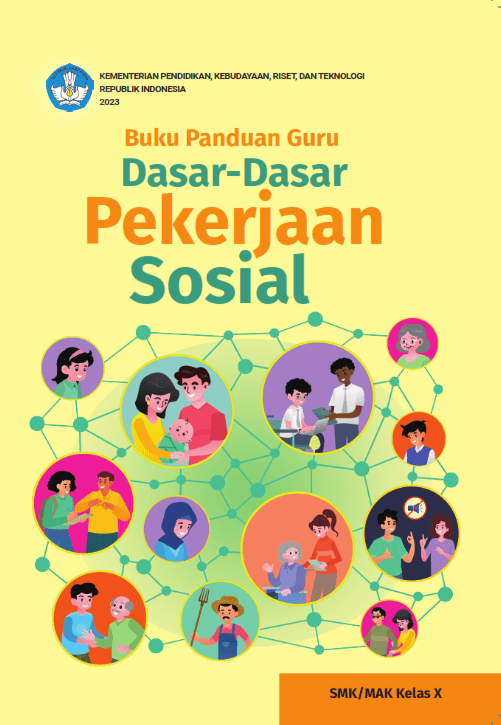 KEMENTERIAN PENDIDIKAN, KEBUDAYAAN, RISET, DAN TEKNOLOGI
REPUBLIK INDONESIA
2023
Buku Panduan Guru
Dasar-Dasar
Pekerjaan
Sosial
SMK/MAK Kelas X